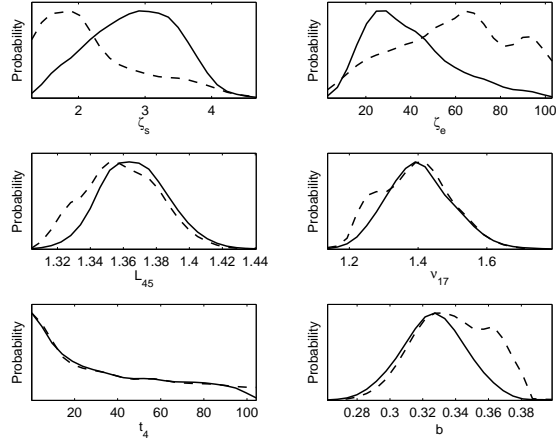 Probability
2 3 4
ζs
Probability
20 40 60 80 100
ζe
Probability
1.32 1.34 1.36 1.38 1.4 1.42 1.44
L45
Probability
1.2 1.4 1.6
ν17
Probability
20 40 60 80 100
t4
Probability
0.28 0.3 0.32 0.34 0.36 0.38
b